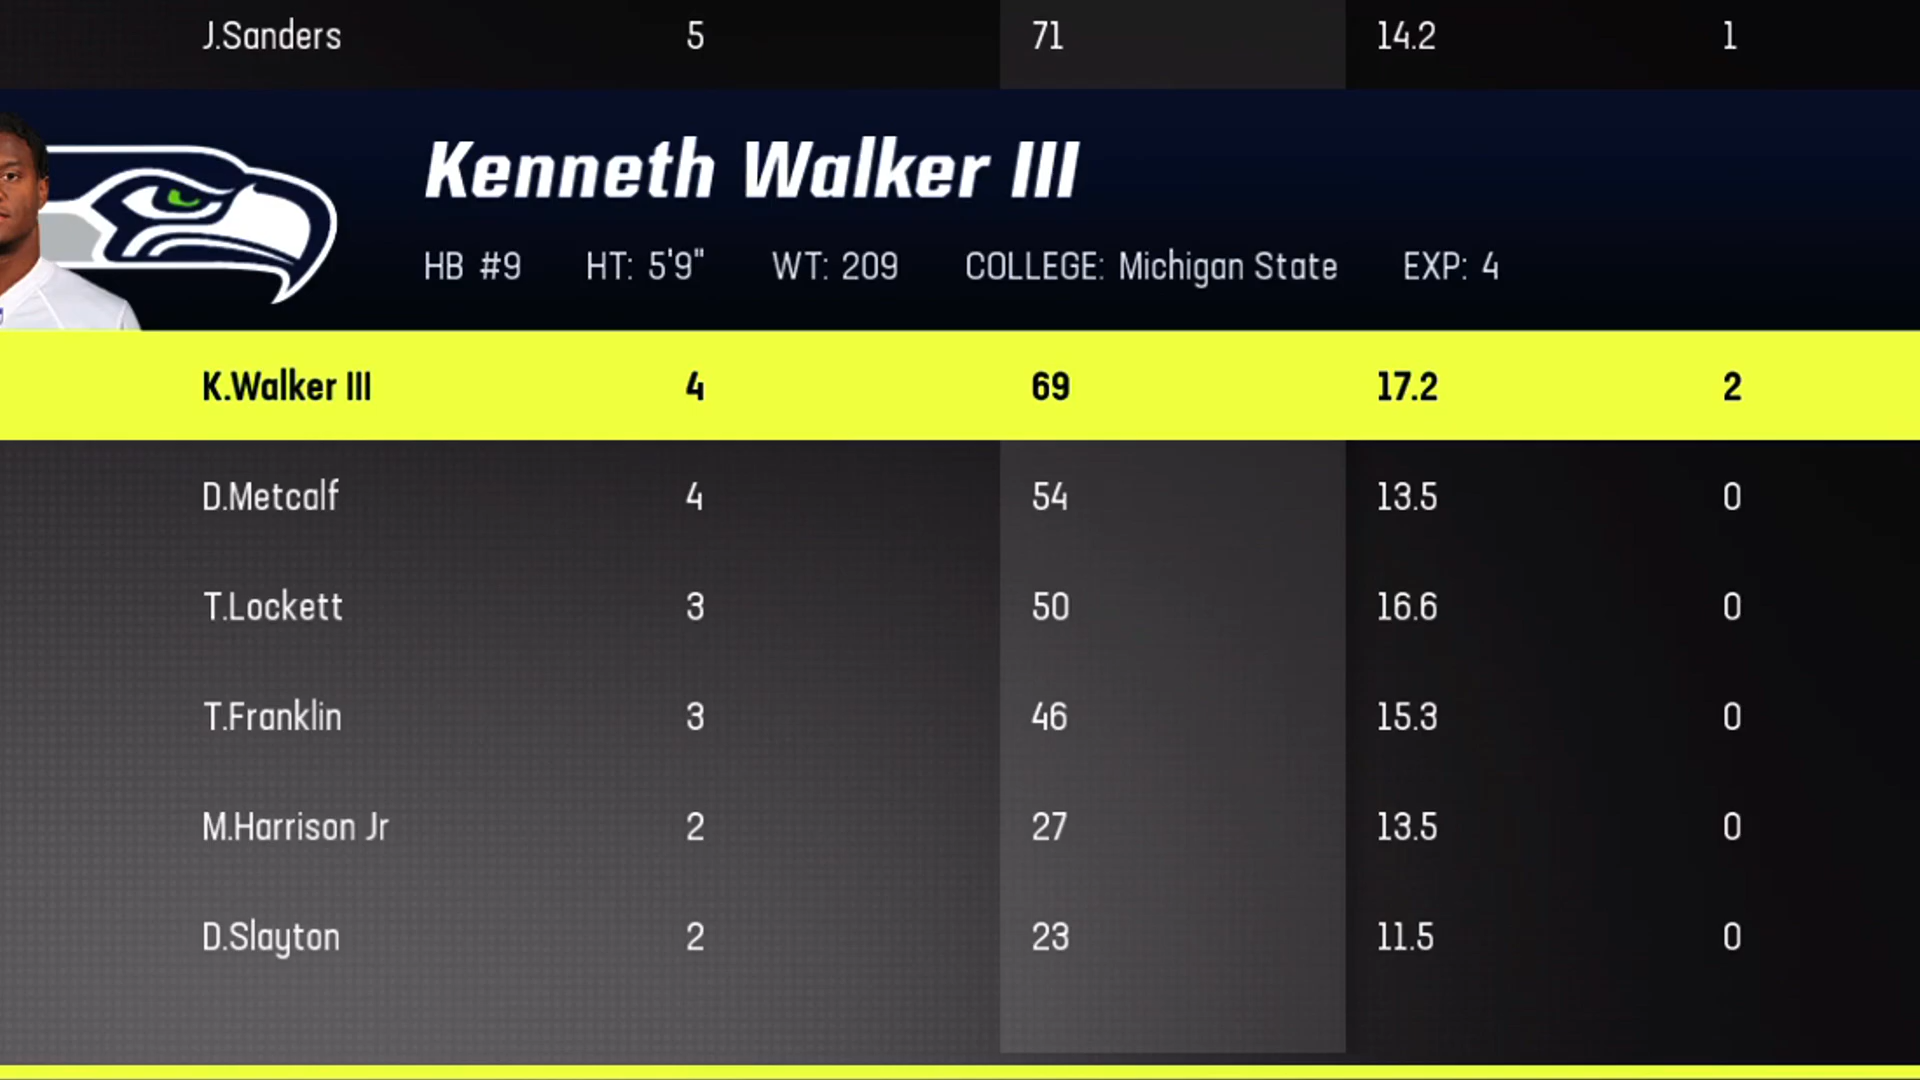 J.Sanders 5 71 14.2 1
Kenneth Walker III
HB #9 HT: 5'9" WT: 209 COLLEGE: Michigan State EXP: 4
K.Walker III 4 69 17.2 2
D.Metcalf 4 54 13.5 0
T.Lockett 3 50 16.6 0
T.Franklin 3 46 15.3 0
M.Harrison Jr 2 27 13.5 0
D.Slayton 2 23 11.5 0